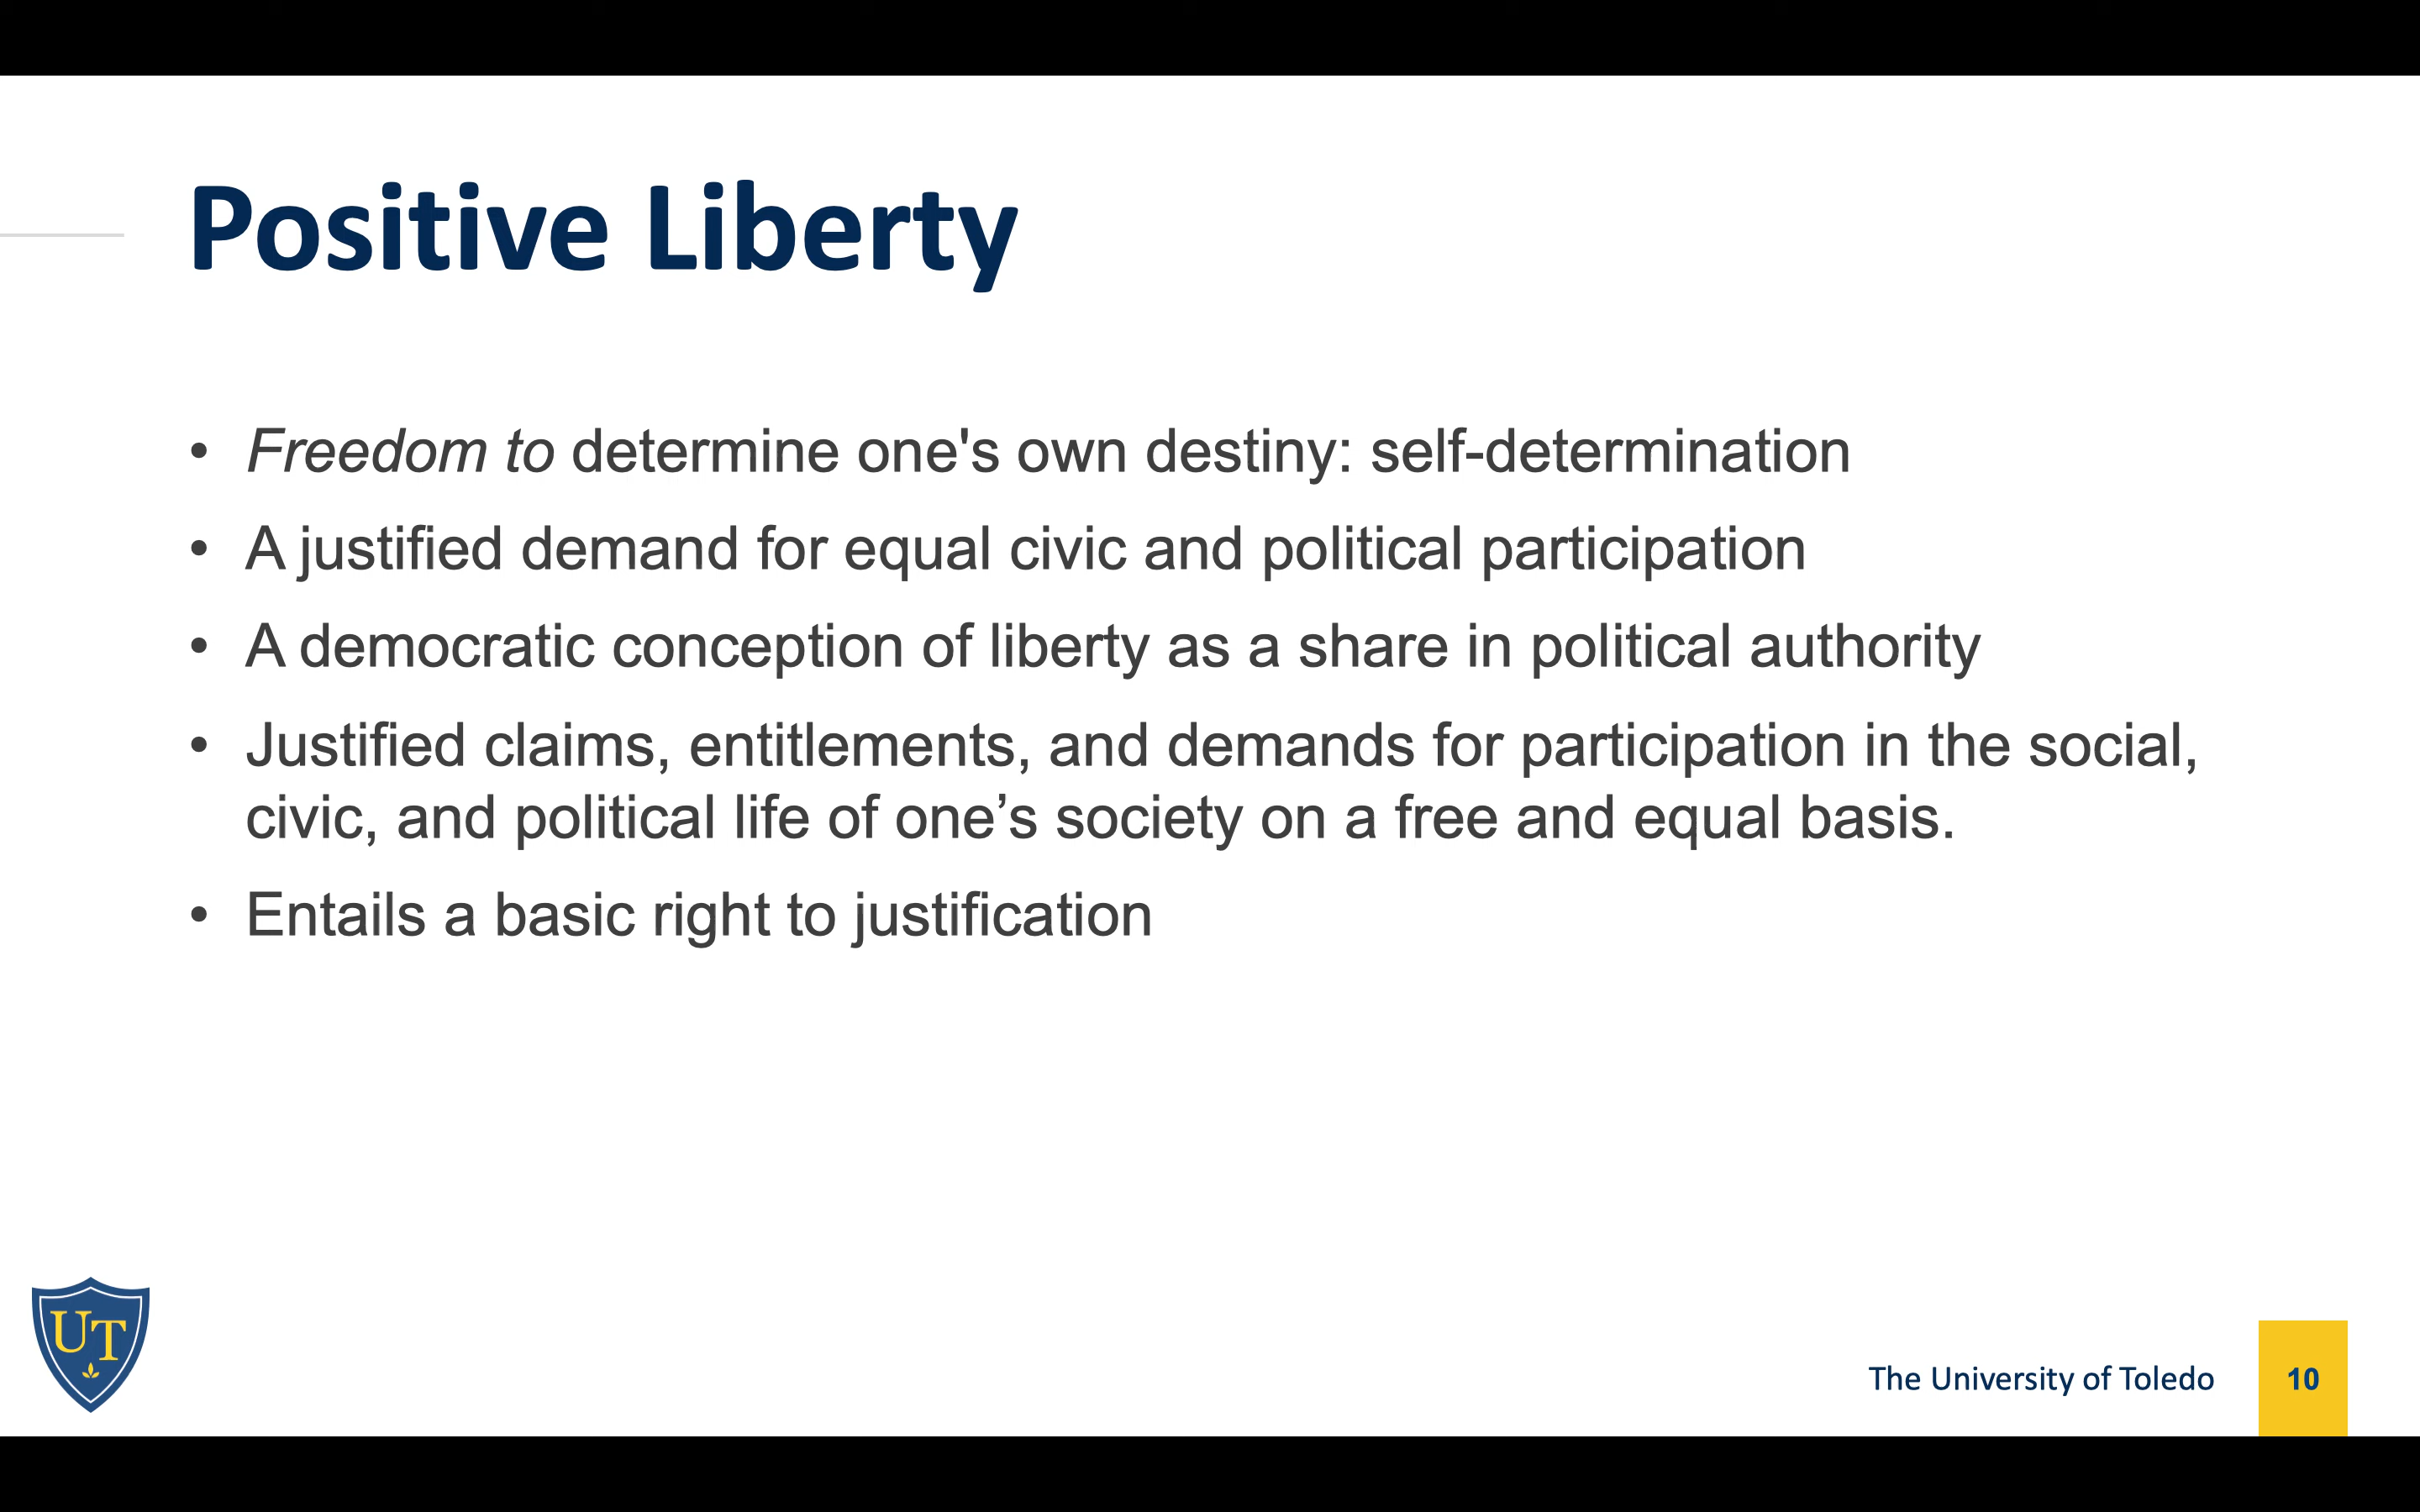 Positive Liberty
• Freedom to determine one's own destiny: self-determination
• A justified demand for equal civic and political participation
• A democratic conception of liberty as a share in political authority
• Justified claims, entitlements, and demands for participation in the social,
civic, and political life of one’s society on a free and equal basis.
• Entails a basic right to justification
UT
The University of Toledo
10